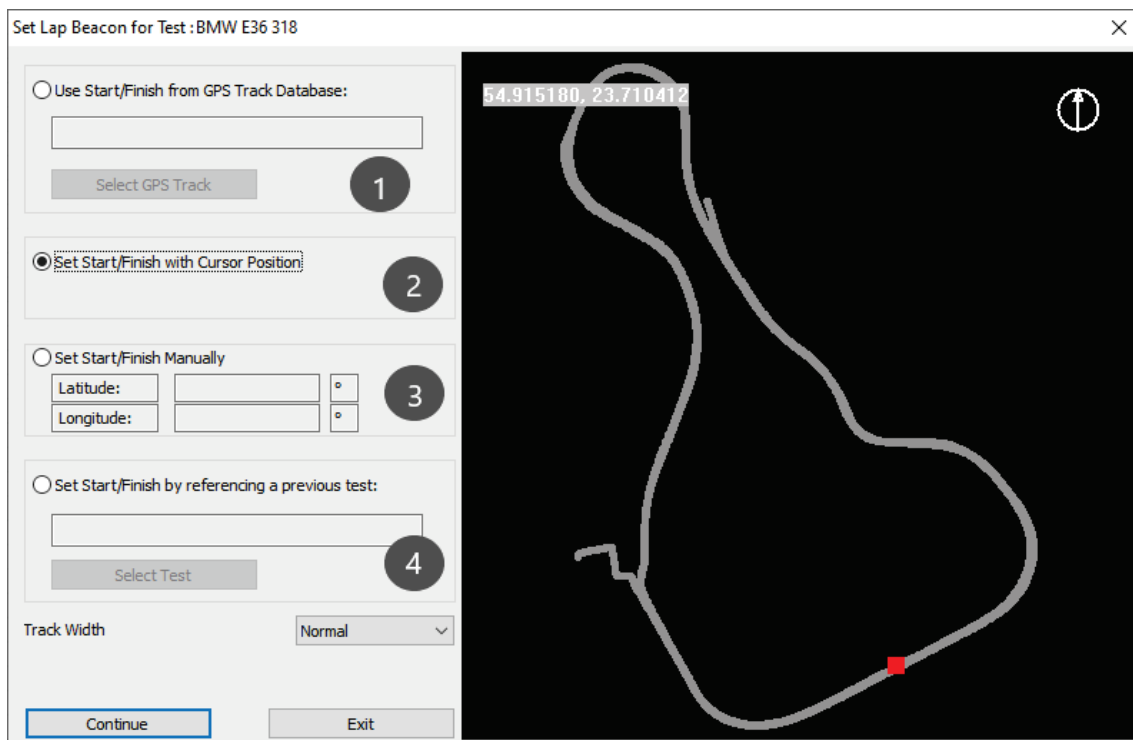 Set Lap Beacon for Test :BMW E36 318
Use Start/Finish from GPS Track Database:
Select GPS Track
1
Set Start/Finish with Cursor Position
2
Set Start/Finish Manually
Latitude: °
Longitude: °
3
Set Start/Finish by referencing a previous test:
Select Test
4
Track Width Normal
Continue Exit
54.915180, 23.710412